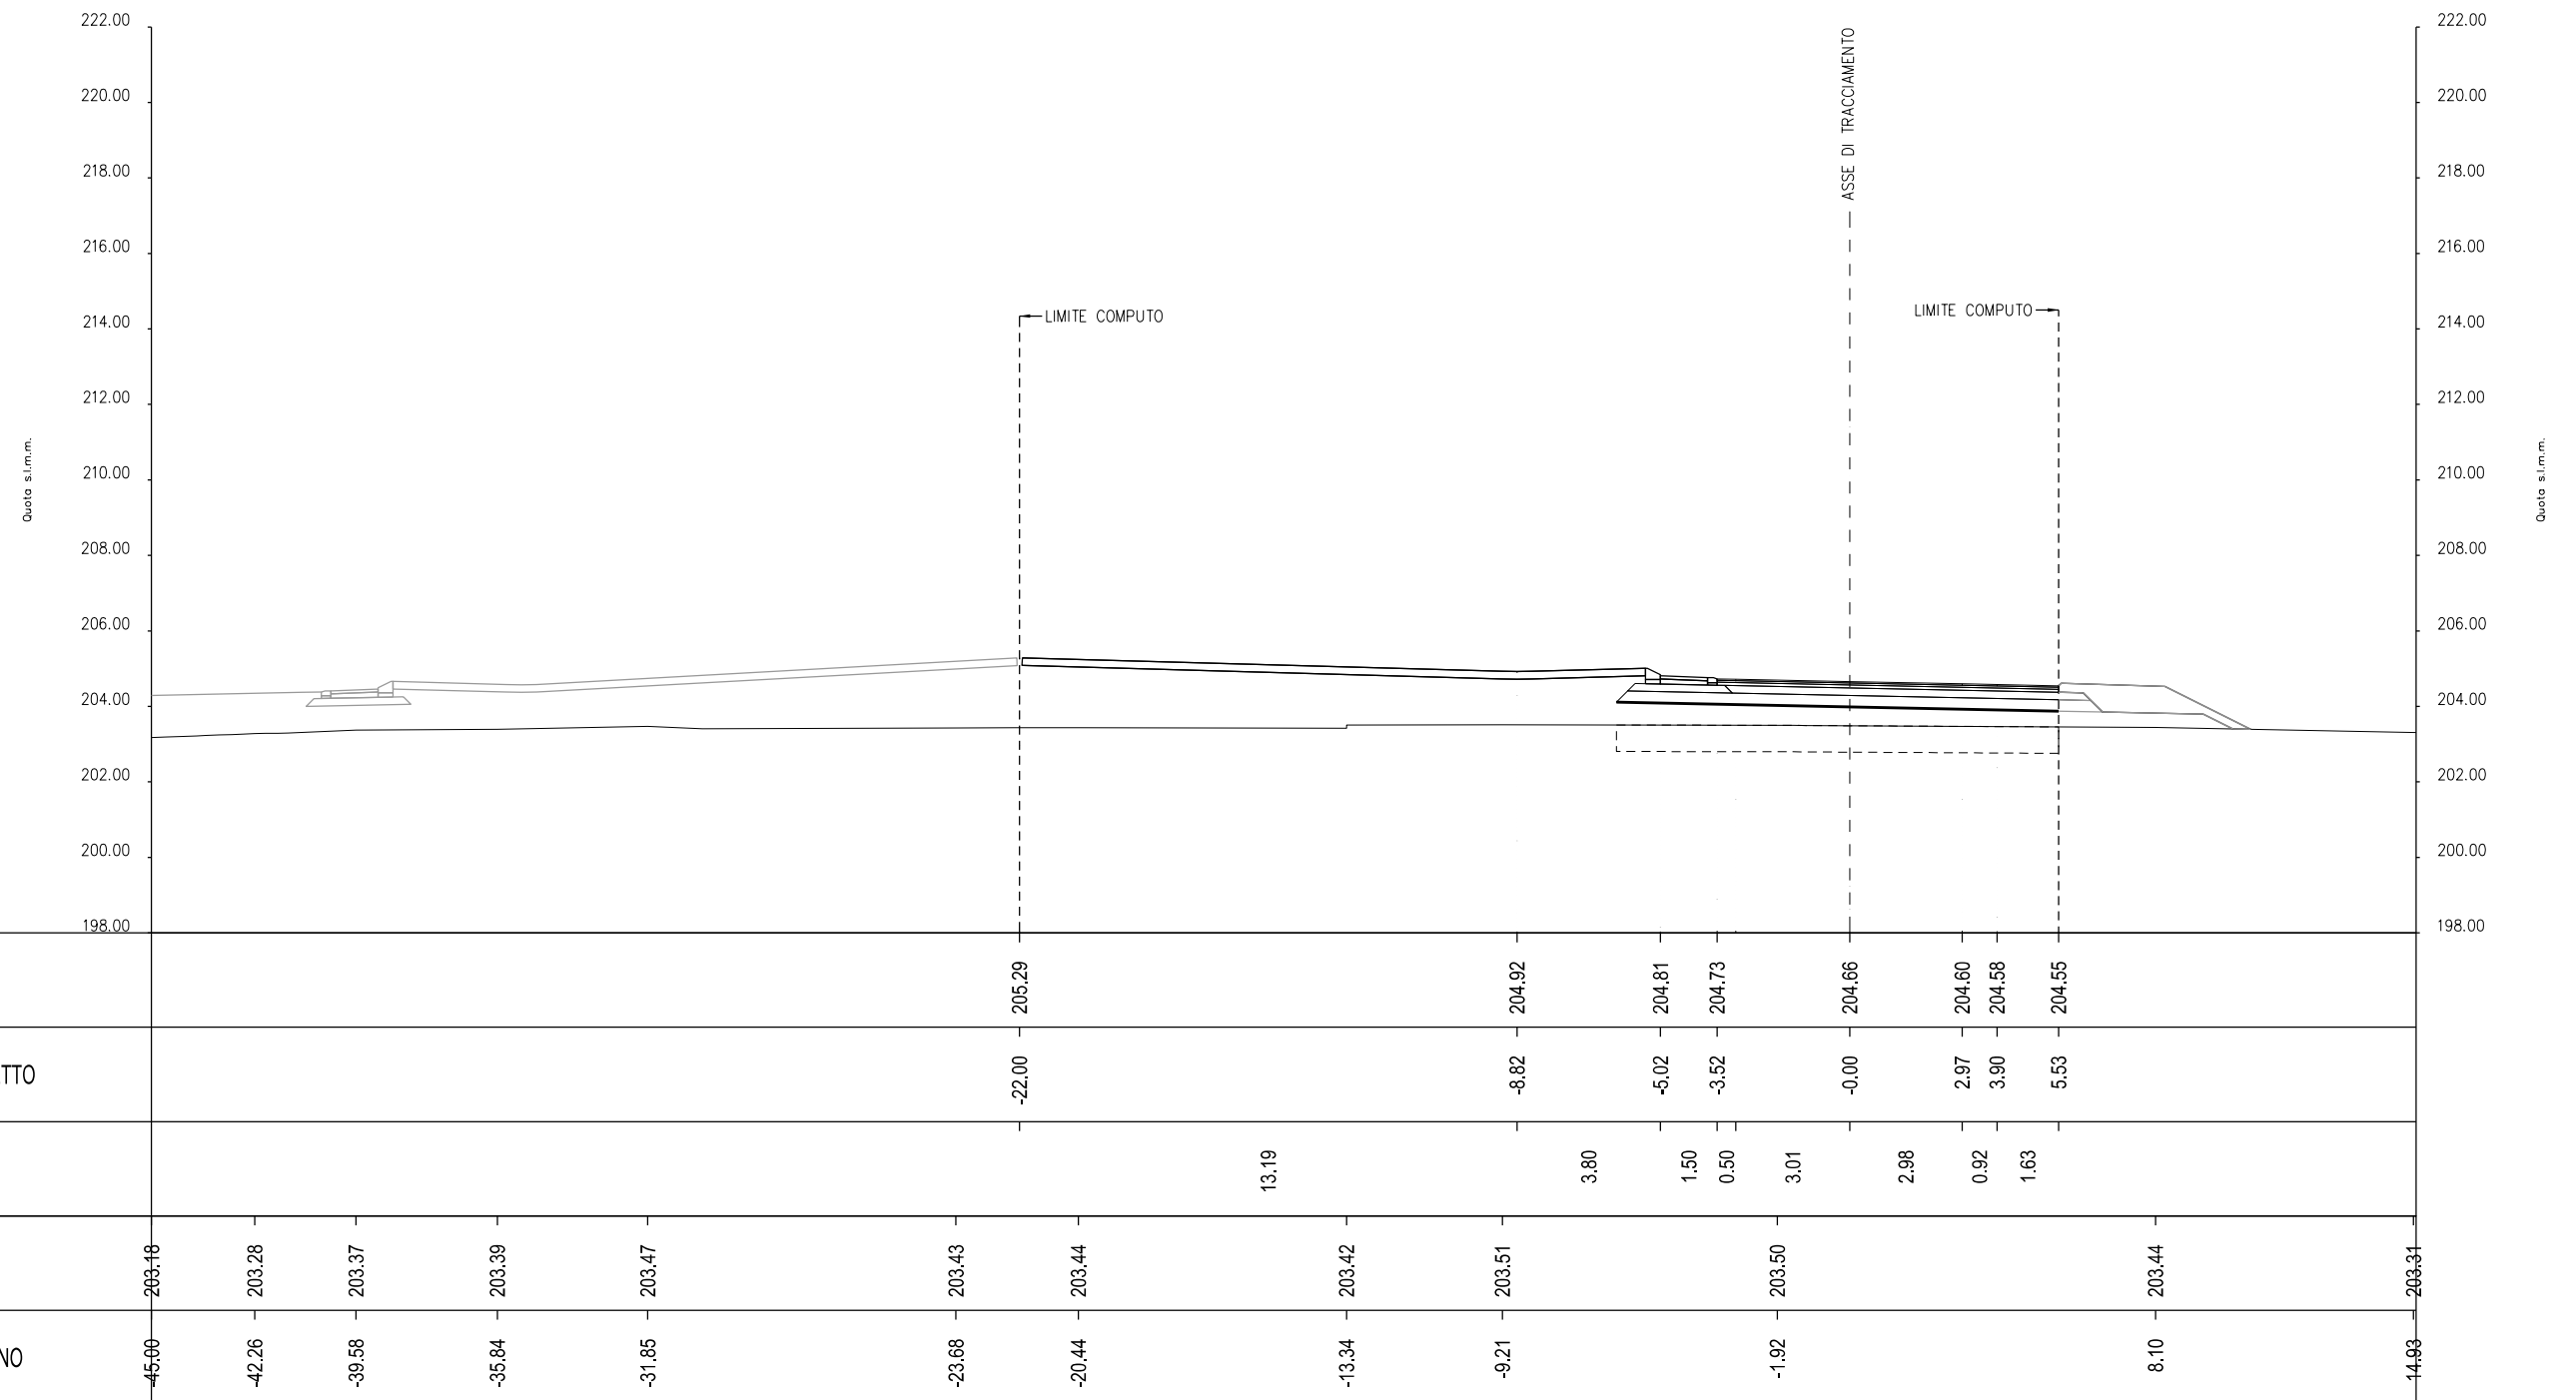 222.00 222.00
220.00 220.00
218.00 218.00
216.00 216.00
214.00 214.00
212.00 212.00
210.00 210.00
208.00 208.00
206.00 206.00
204.00 204.00
202.00 202.00
200.00 200.00
198.00 198.00
Quota s.l.m.m.
Quota s.l.m.m.
ASSE DI TRACCIAMENTO
LIMITE COMPUTO
LIMITE COMPUTO
205.29 204.92 204.81 204.73 204.66 204.60 204.58 204.55
TTO -22.00 -8.82 -5.02 -3.52 -0.00 2.97 3.90 5.53
13.19 3.80 1.50 0.50 3.01 2.98 0.92 1.63
203.18 203.28 203.37 203.39 203.47 203.43 203.44 203.42 203.51 203.50 203.44 203.31
NO -45.00 -42.26 -39.58 -35.84 -31.85 -23.68 -20.44 -13.34 -9.21 -1.92 8.10 14.93